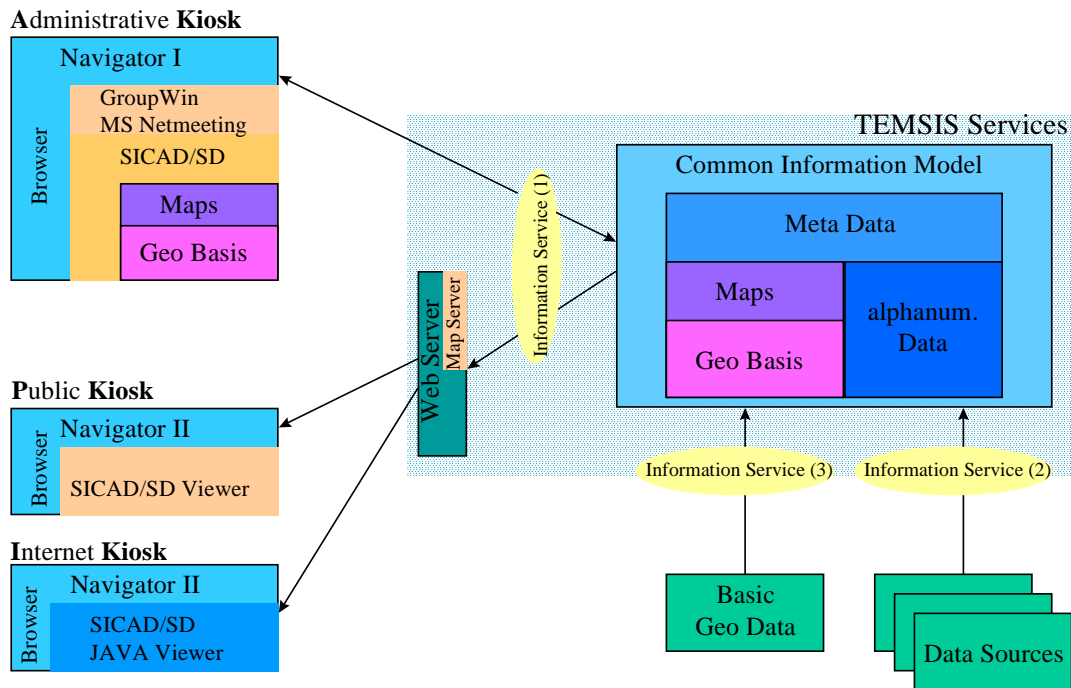 Administrative Kiosk
Navigator I
Browser
GroupWin
MS Netmeeting
SICAD/SD
Maps
Geo Basis
TEMSIS Services
Common Information Model
Meta Data
Maps
Geo Basis
alphanum.
Data
Information Service (1)
Web Server
Map Server
Public Kiosk
Navigator II
Browser
SICAD/SD Viewer
Information Service (3)
Information Service (2)
Internet Kiosk
Navigator II
Browser
SICAD/SD
JAVA Viewer
Basic
Geo Data
Data Sources